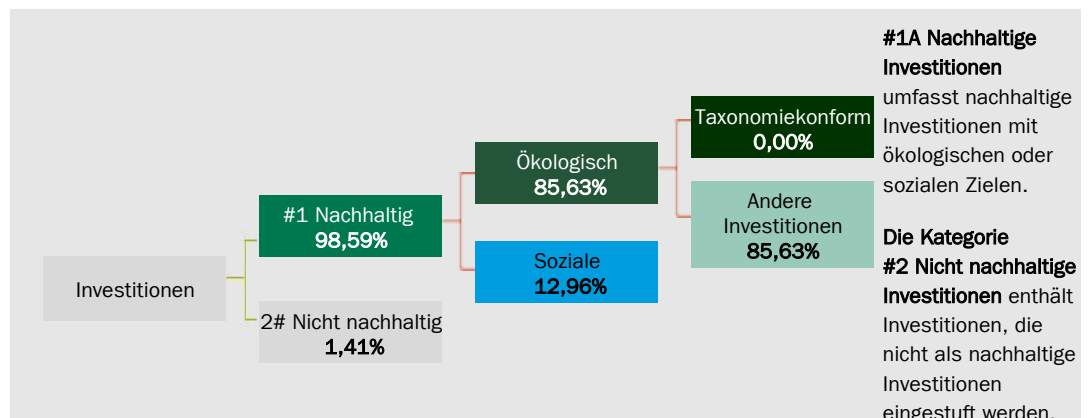 Investitionen
#1 Nachhaltig
98,59%
2# Nicht nachhaltig
1,41%
Ökologisch
85,63%
Soziale
12,96%
Taxonomiekonform
0,00%
Andere
Investitionen
85,63%
#1A Nachhaltige
Investitionen
umfasst nachhaltige
Investitionen mit
ökologischen oder
sozialen Zielen.
Die Kategorie
#2 Nicht nachhaltige
Investitionen enthält
Investitionen, die
nicht als nachhaltige
Investitionen
eingestuft werden.